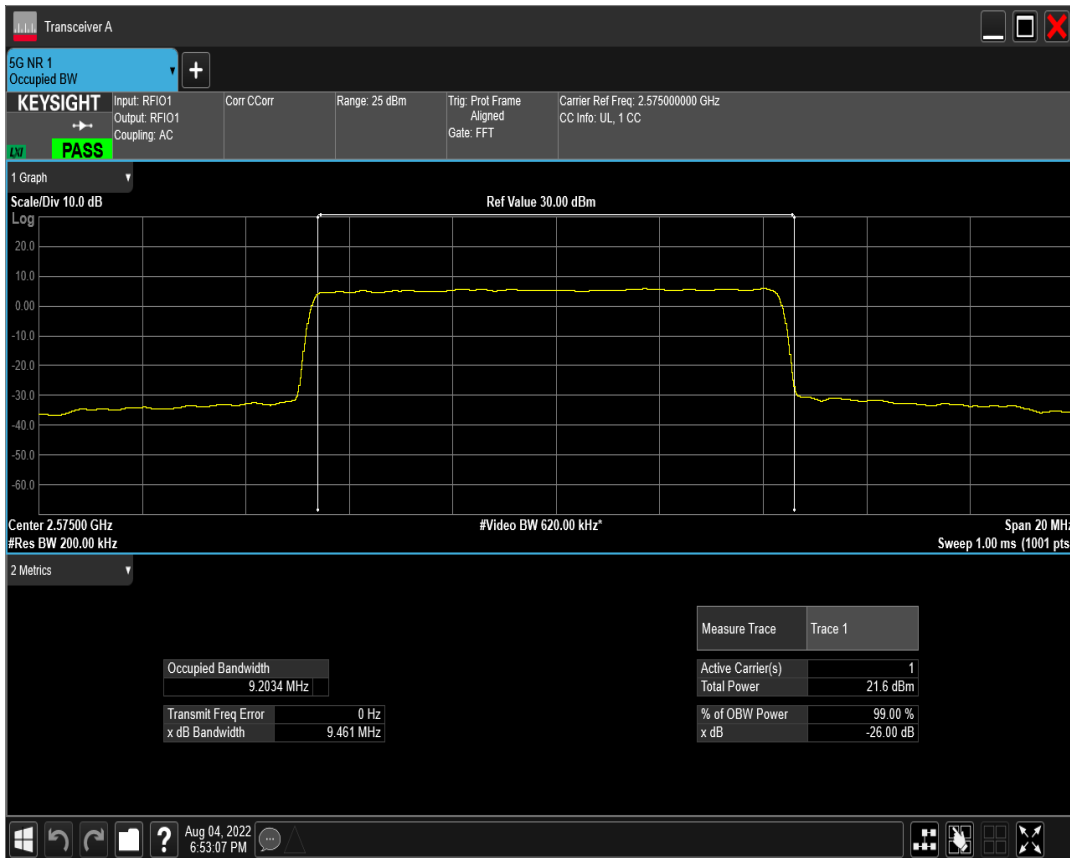 Transceiver A
5G NR 1
Occupied BW
KEYSIGHT
LXI
PASS
Input: RFIO1
Output: RFIO1
Coupling: AC
Corr CCorr
Range: 25 dBm
Trig: Prot Frame
Aligned
Gate: FFT
Carrier Ref Freq: 2.575000000 GHz
CC Info: UL, 1 CC
1 Graph
Scale/Div 10.0 dB
Ref Value 30.00 dBm
Log
20.0
10.0
0.00
-10.0
-20.0
-30.0
-40.0
-50.0
-60.0
Center 2.57500 GHz
#Video BW 620.00 kHz*
Span 20 MHz
#Res BW 200.00 kHz
Sweep 1.00 ms (1001 pts
2 Metrics
Measure Trace Trace 1
Occupied Bandwidth
9.2034 MHz
Active Carrier(s) 1
Total Power 21.6 dBm
Transmit Freq Error 0 Hz
x dB Bandwidth 9.461 MHz
% of OBW Power 99.00 %
x dB -26.00 dB
Aug 04, 2022
6:53:07 PM